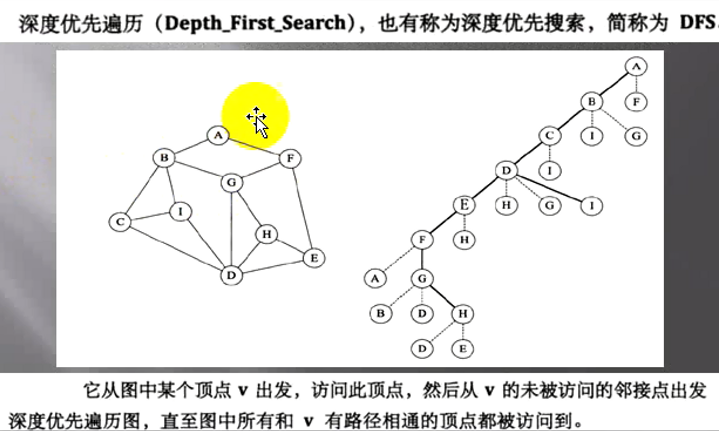 深度优先遍历（Depth_First_Search），也有称为深度优先搜索，简称为 DFS
A
B F
A
B F
G
C I G
C I
D I
H
D E
E H G I
F H
A G
B D H
D E
它从图中某个顶点 v 出发，访问此顶点，然后从 v 的未被访问的邻接点出发
深度优先遍历图，直至图中所有和 v 有路径相通的顶点都被访问到。